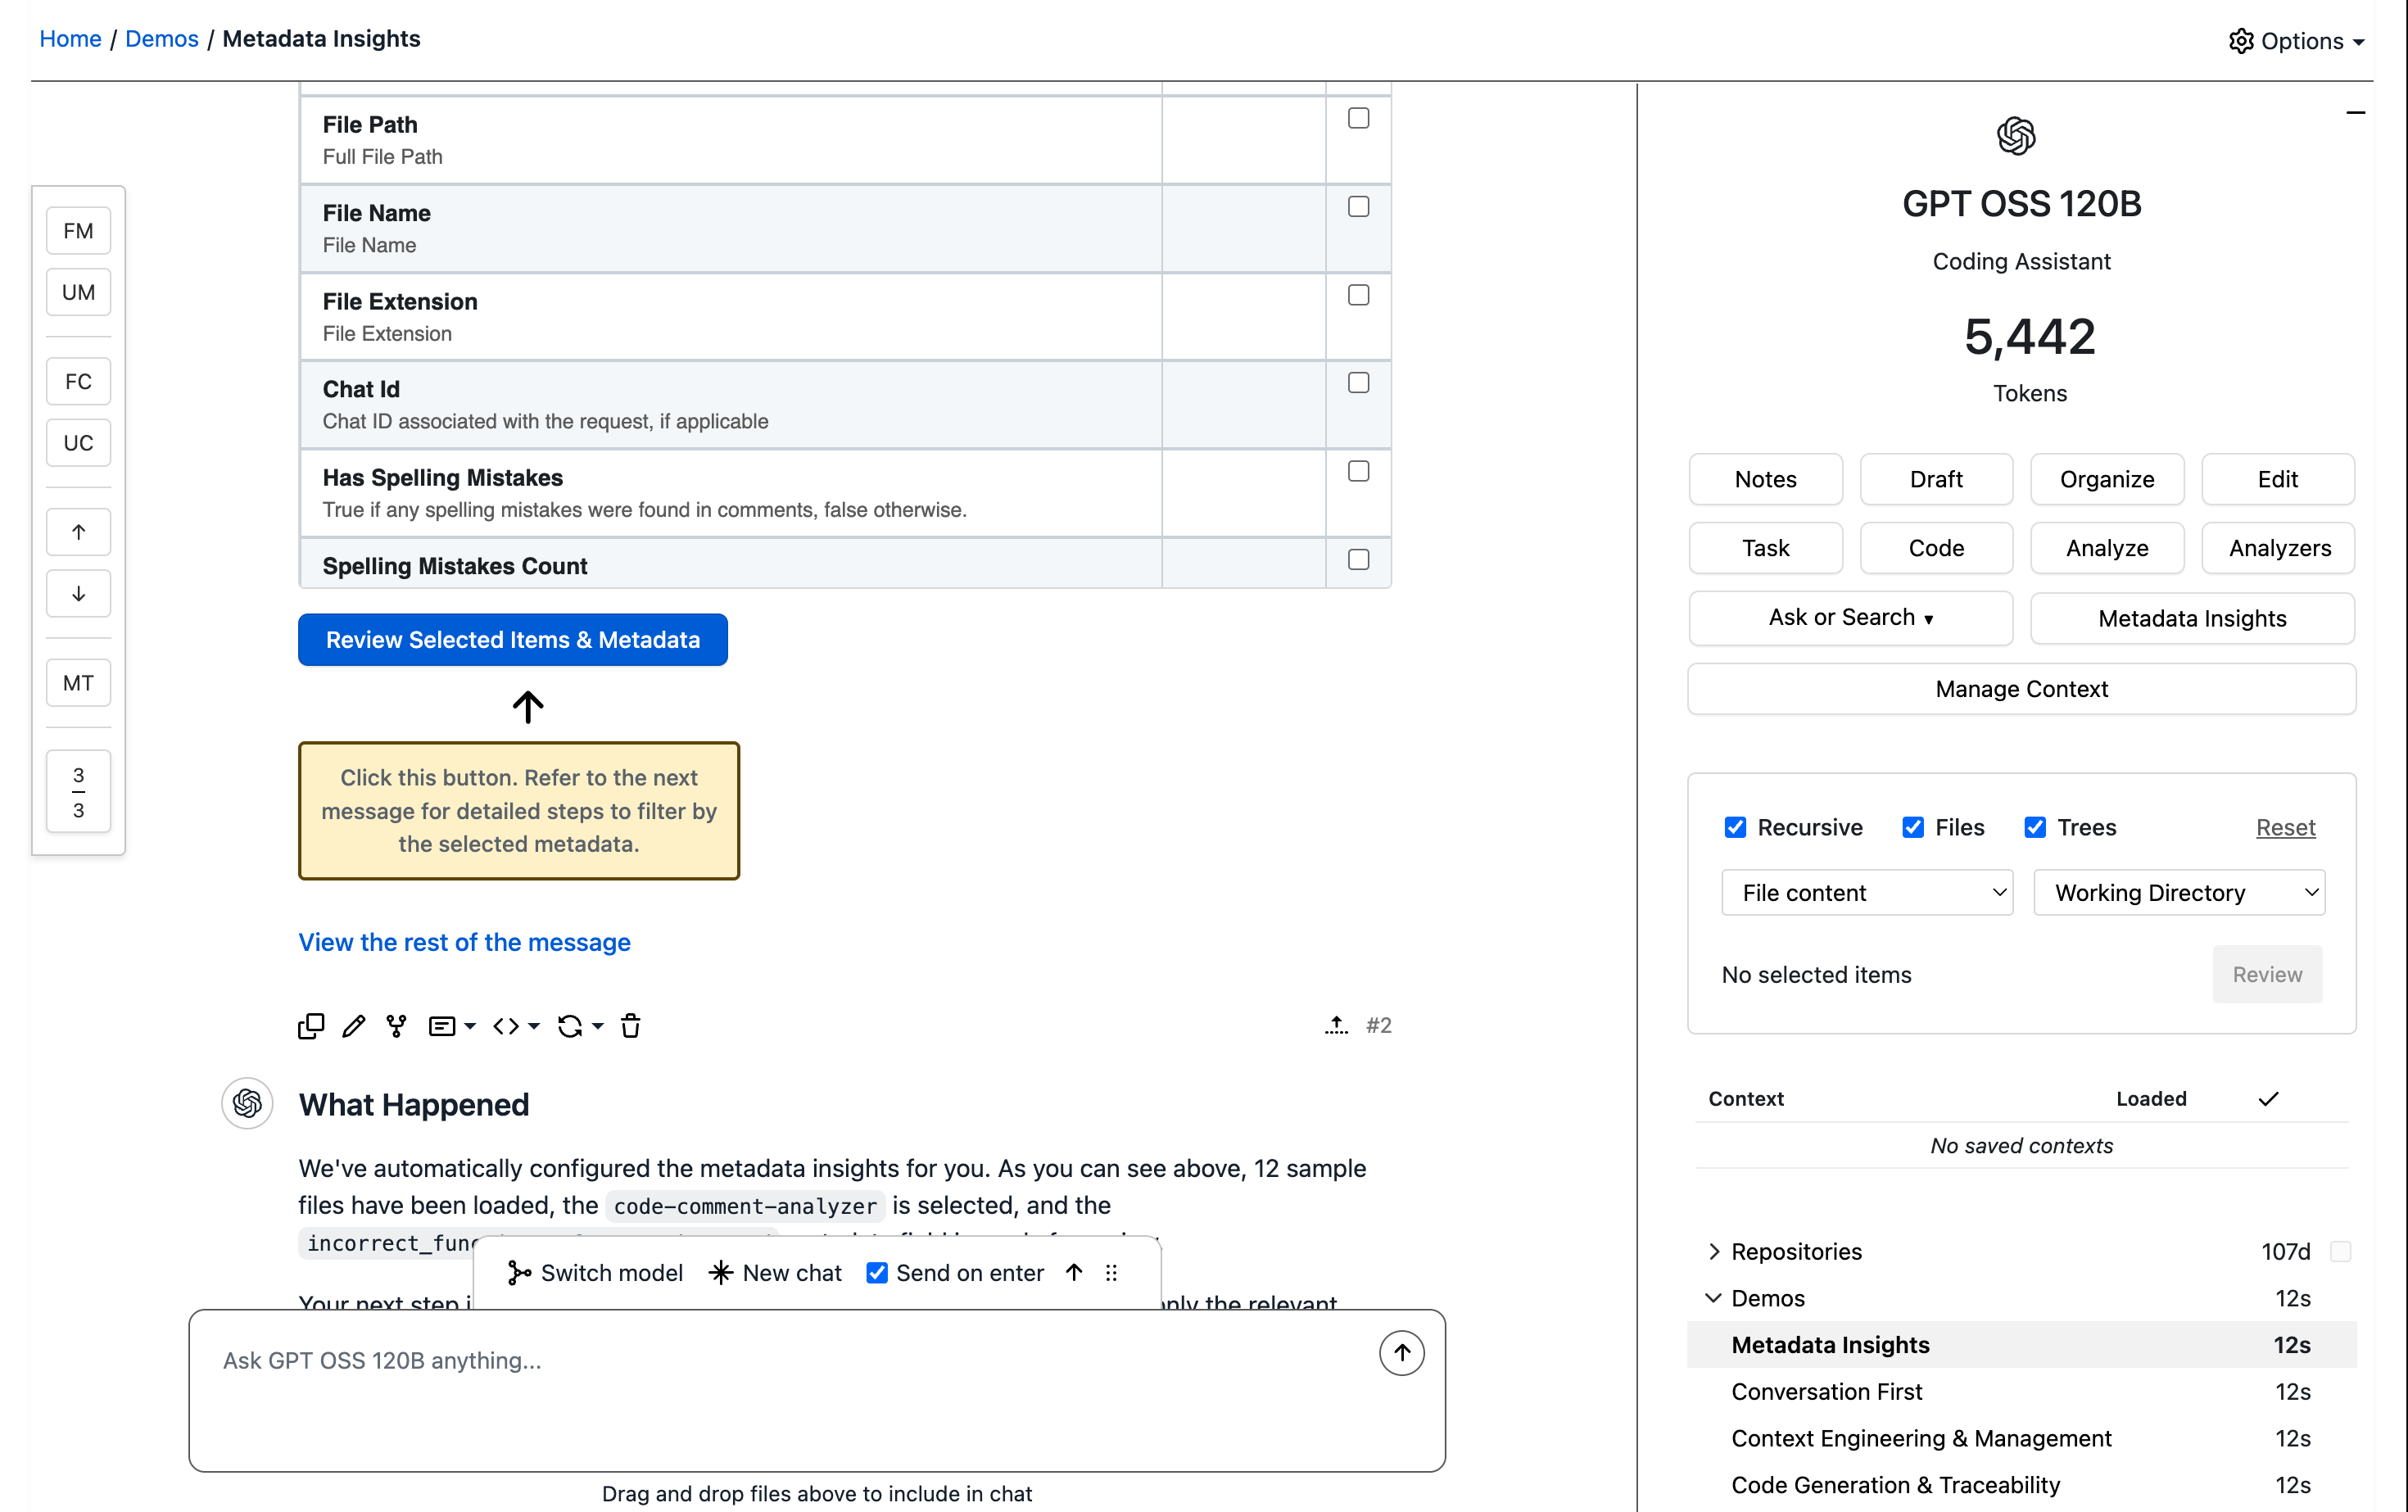 Home / Demos / Metadata Insights
Options
FM
UM
FC
UC
MT
3
3
File Path
Full File Path
File Name
File Name
File Extension
File Extension
Chat Id
Chat ID associated with the request, if applicable
Has Spelling Mistakes
True if any spelling mistakes were found in comments, false otherwise.
Spelling Mistakes Count
Review Selected Items & Metadata
Click this button. Refer to the next
message for detailed steps to filter by
the selected metadata.
View the rest of the message
#2
What Happened
We've automatically configured the metadata insights for you. As you can see above, 12 sample
files have been loaded, the code-comment-analyzer is selected, and the
Your next step
only the relevant
Switch model New chat Send on enter
Ask GPT OSS 120B anything...
Drag and drop files above to include in chat
GPT OSS 120B
Coding Assistant
5,442
Tokens
Notes Draft Organize Edit
Task Code Analyze Analyzers
Ask or Search ▾ Metadata Insights
Manage Context
Recursive Files Trees Reset
File content Working Directory
No selected items Review
Context Loaded
No saved contexts
Repositories 107d
Demos 12s
Metadata Insights 12s
Conversation First 12s
Context Engineering & Management 12s
Code Generation & Traceability 12s